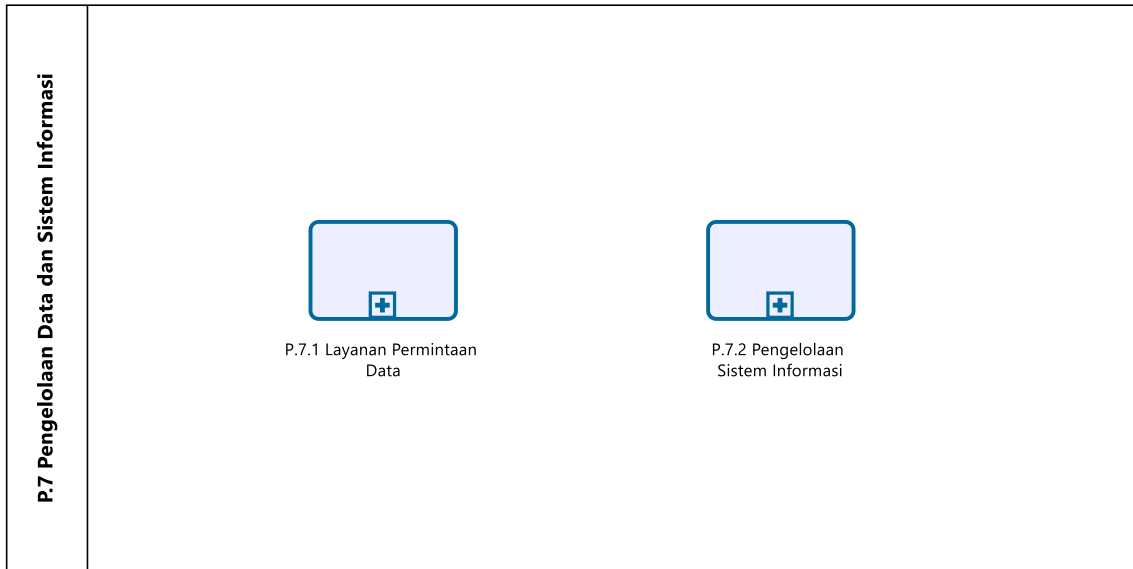 P.7 Pengelolaan Data dan Sistem Informasi
P.7.1 Layanan Permintaan
Data
P.7.2 Pengelolaan
Sistem Informasi